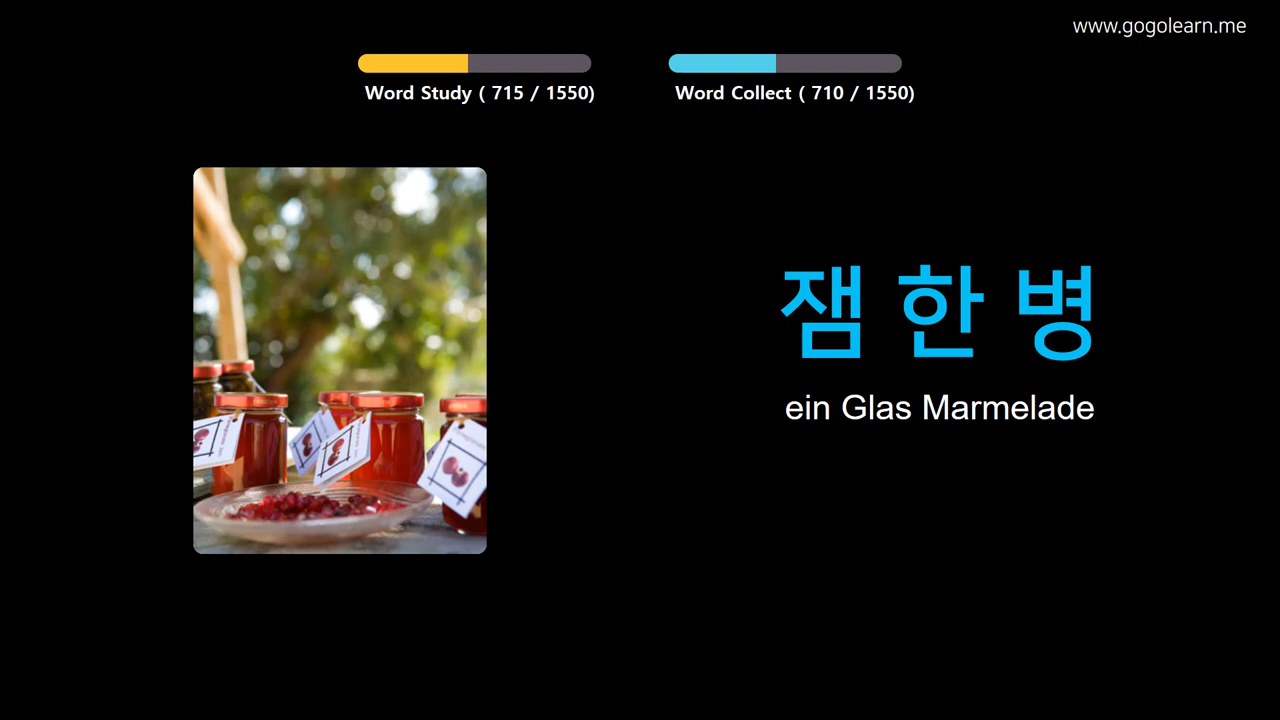 www.gogolearn.me
Word Study ( 715 / 1550)
Word Collect ( 710 / 1550)
잼 한 병
ein Glas Marmelade